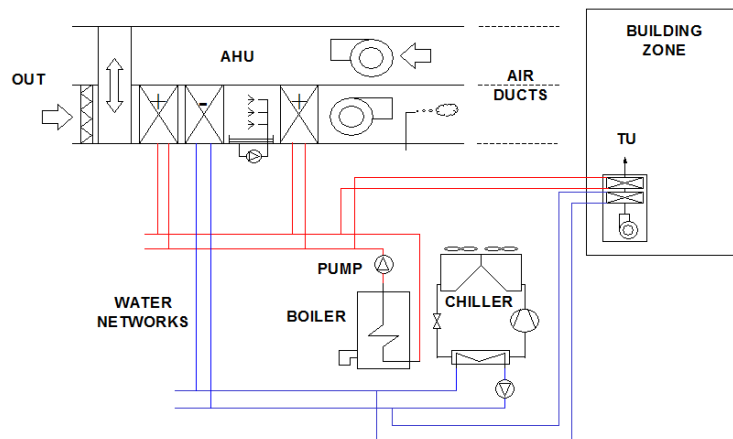 BUILDING
ZONE
AHU
OUT
AIR
DUCTS
+
-
+
TU
PUMP
CHILLER
WATER
NETWORKS
BOILER